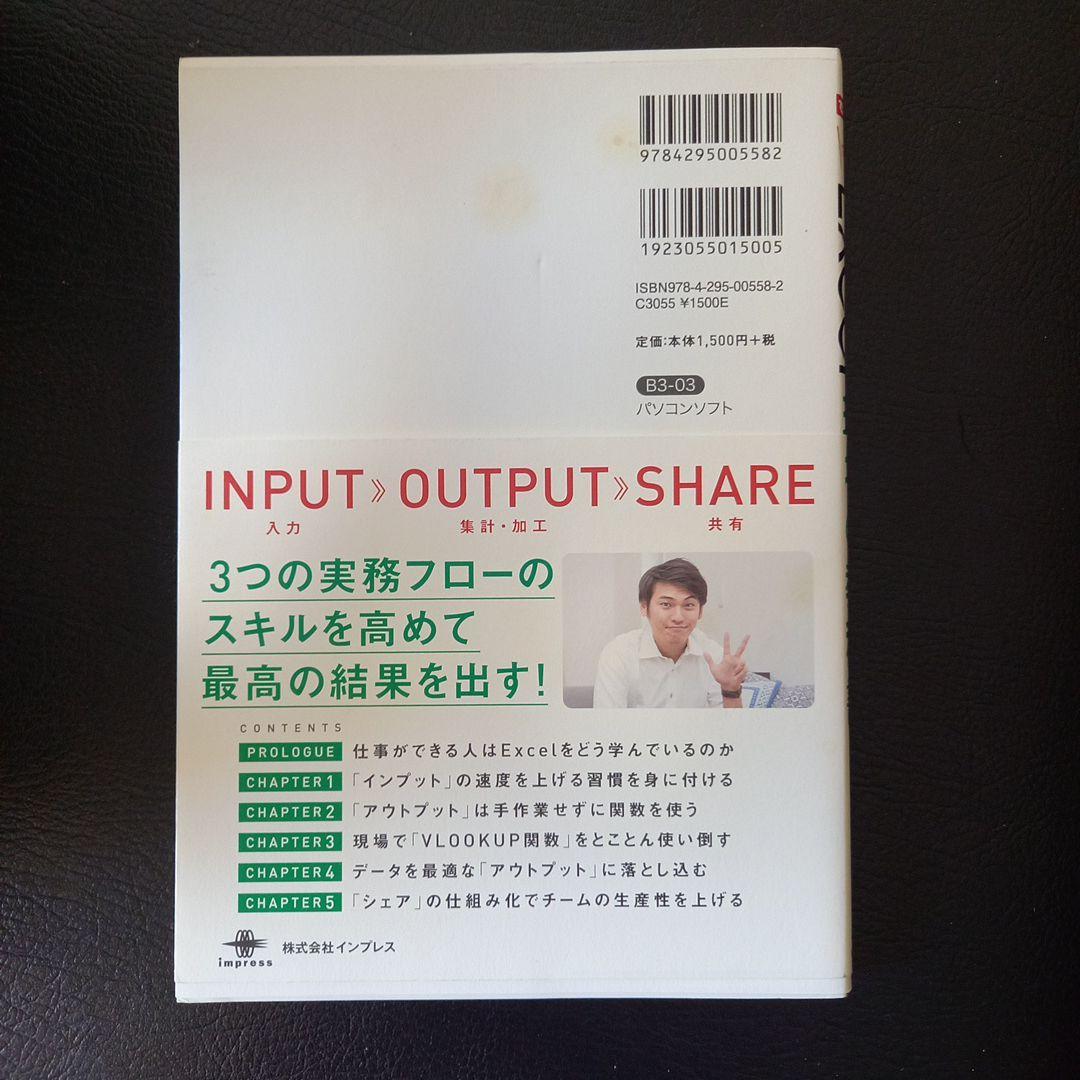 9784295005582
1923055015005
ISBN978-4-295-00558-2
C3055 ¥1500E
定価:本体1,500円+税
B3-03
パソコンソフト
INPUT》OUTPUT》SHARE
入力 集計・加工 共有
3つの実務フローの
スキルを高めて
最高の結果を出す!
CONTENTS
PROLOGUE 仕事ができる人はExcelをどう学んでいるのか
CHAPTER1 「インプット」の速度を上げる習慣を身に付ける
CHAPTER2 「アウトプット」は手作業せずに関数を使う
CHAPTER3 現場で「VLOOKUP関数」をとことん使い倒す
CHAPTER4 データを最適な「アウトプット」に落とし込む
CHAPTER5 「シェア」の仕組み化でチームの生産性を上げる
impress 株式会社インプレス